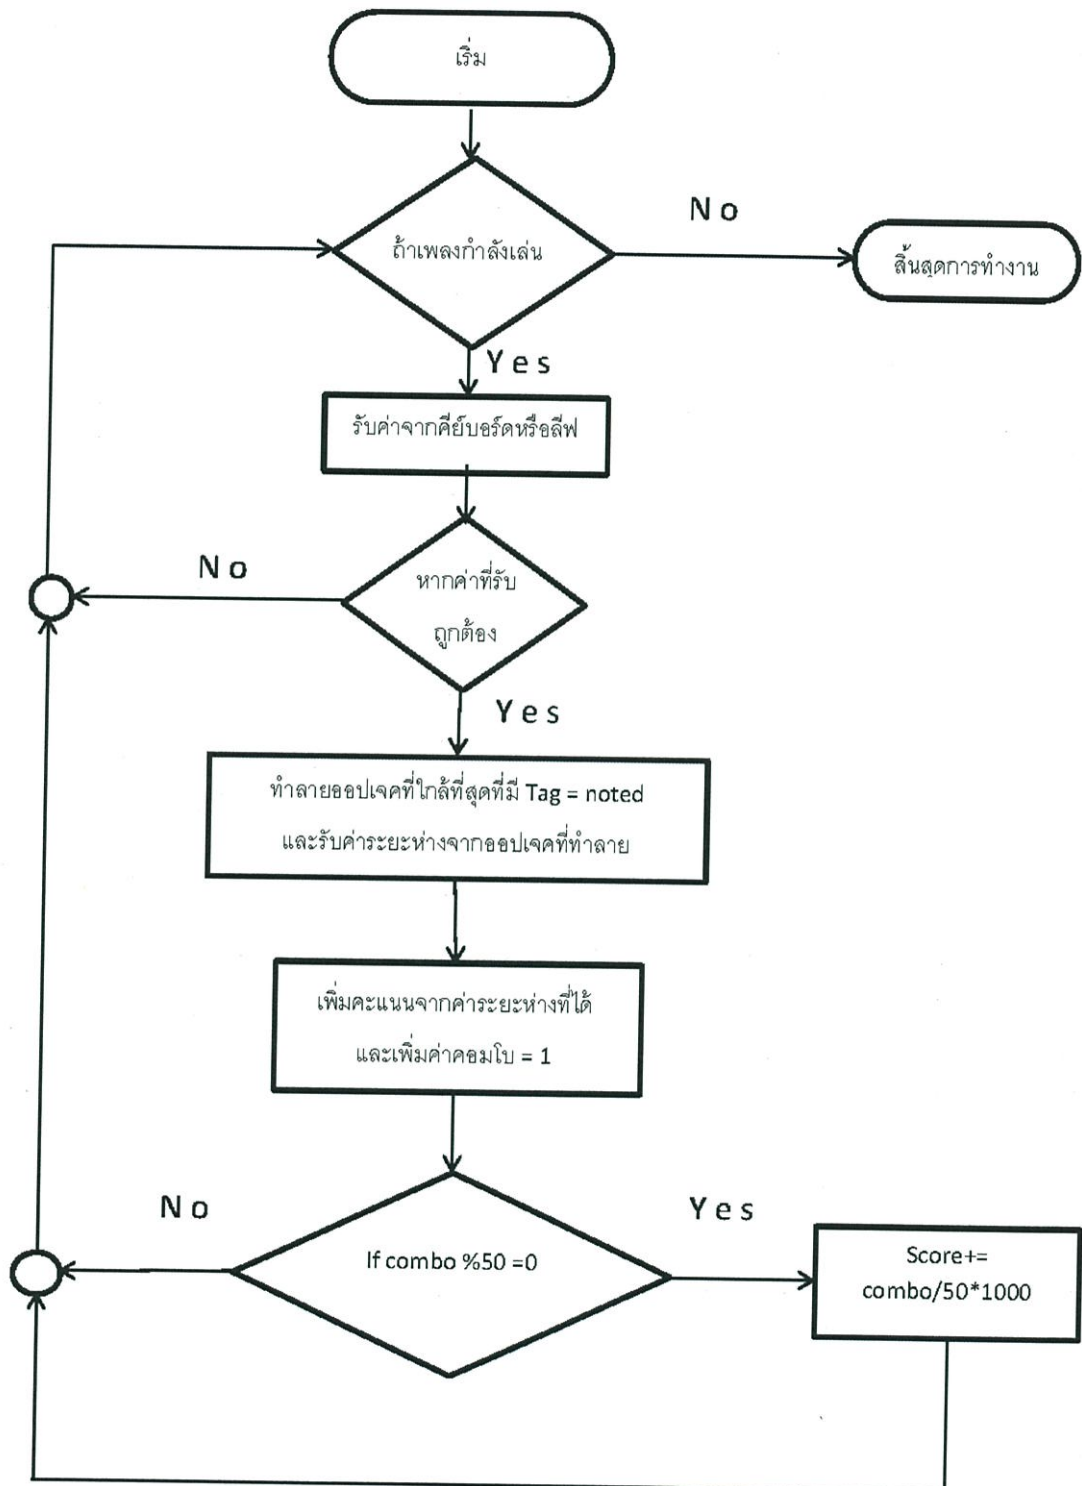 เริ่ม
ถ้าเพลงกำลังเล่น
No
สิ้นสุดการทำงาน
Yes
รับค่าจากคีย์บอร์ดหรือลีฟ
No
หากค่าที่รับ
ถูกต้อง
Yes
ทำลายออปเจคที่ใกล้ที่สุดที่มี Tag = noted
และรับค่าระยะห่างจากออปเจคที่ทำลาย
เพิ่มคะแนนจากค่าระยะห่างที่ได้
และเพิ่มค่าคอมโบ = 1
No
If combo %50 =0
Yes
Score+=
combo/50*1000